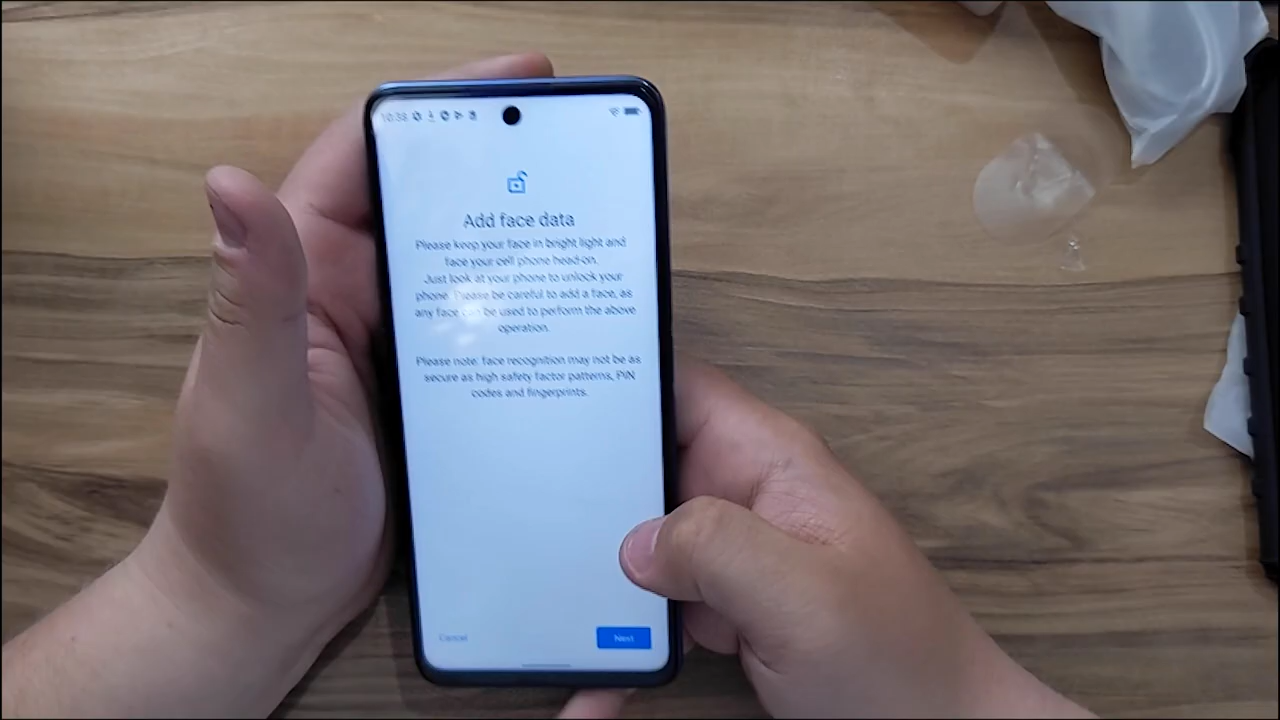 10:38
Add face data
Please keep your face in bright light and
face your cell phone head-on.
Just look at your phone to unlock your
phone. Please be careful to add a face, as
any face can be used to perform the above
operation.
Please note: face recognition may not be as
secure as high safety factor patterns, PIN
codes and fingerprints.
Cancel
Next